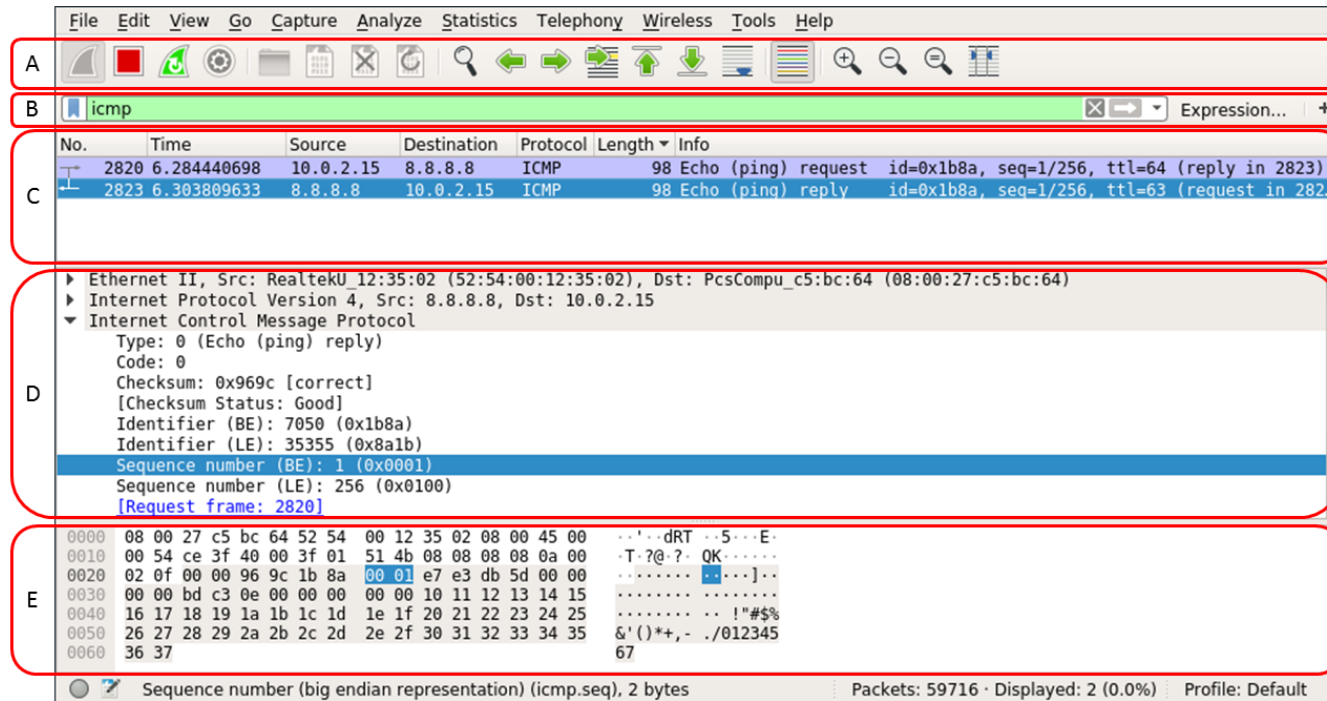 File Edit View Go Capture Analyze Statistics Telephony Wireless Tools Help
A
B
icmp Expression... +
C
No. Time Source Destination Protocol Length Info
2820 6.284440698 10.0.2.15 8.8.8.8 ICMP 98 Echo (ping) request id=0x1b8a, seq=1/256, ttl=64 (reply in 2823)
2823 6.303809633 8.8.8.8 10.0.2.15 ICMP 98 Echo (ping) reply id=0x1b8a, seq=1/256, ttl=63 (request in 282…
D
Ethernet II, Src: RealtekU_12:35:02 (52:54:00:12:35:02), Dst: PcsCompu_c5:bc:64 (08:00:27:c5:bc:64)
Internet Protocol Version 4, Src: 8.8.8.8, Dst: 10.0.2.15
Internet Control Message Protocol
Type: 0 (Echo (ping) reply)
Code: 0
Checksum: 0x969c [correct]
[Checksum Status: Good]
Identifier (BE): 7050 (0x1b8a)
Identifier (LE): 35355 (0x8a1b)
Sequence number (BE): 1 (0x0001)
Sequence number (LE): 256 (0x0100)
[Request frame: 2820]
E
0000 08 00 27 c5 bc 64 52 54 00 12 35 02 08 00 45 00 ··'··dRT ··5···E·
0010 00 54 ce 3f 40 00 3f 01 51 4b 08 08 08 08 0a 00 ·T·?@·?· QK······
0020 02 0f 00 00 96 9c 1b 8a 00 01 e7 e3 db 5d 00 00 ········ ·····]··
0030 00 00 bd c3 0e 00 00 00 00 00 10 11 12 13 14 15 ········ ········
0040 16 17 18 19 1a 1b 1c 1d 1e 1f 20 21 22 23 24 25 ········ ·· !"#$%
0050 26 27 28 29 2a 2b 2c 2d 2e 2f 30 31 32 33 34 35 &'()*+,- ./012345
0060 36 37 67
Sequence number (big endian representation) (icmp.seq), 2 bytes Packets: 59716 · Displayed: 2 (0.0%) Profile: Default